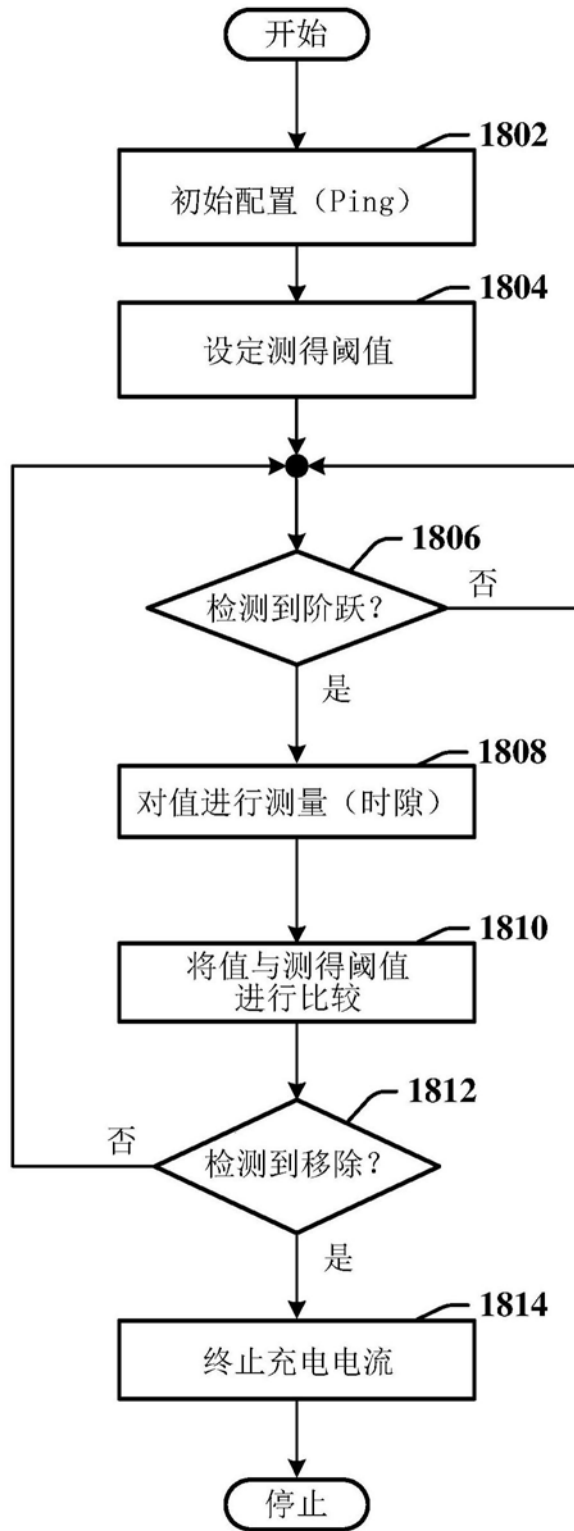 开始
1802
初始配置（Ping）
1804
设定测得阈值
1806
检测到阶跃？
否
是
1808
对值进行测量（时隙）
1810
将值与测得阈值
进行比较
1812
否
检测到移除？
是
1814
终止充电电流
停止